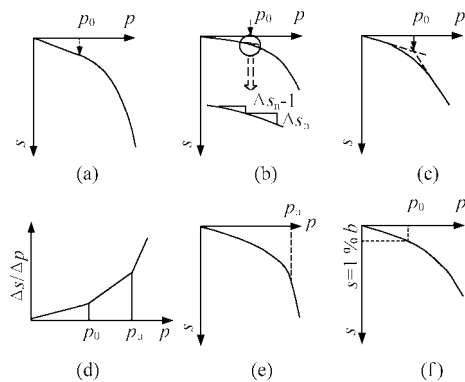 p₀ p
s
(a)
p₀ p
Δsₙ-1
Δsₙ
s
(b)
p₀ p
s
(c)
Δs/Δp
p₀ pᵤ p
(d)
pᵤ p
s
(e)
p₀ p
s=1%b
s
(f)